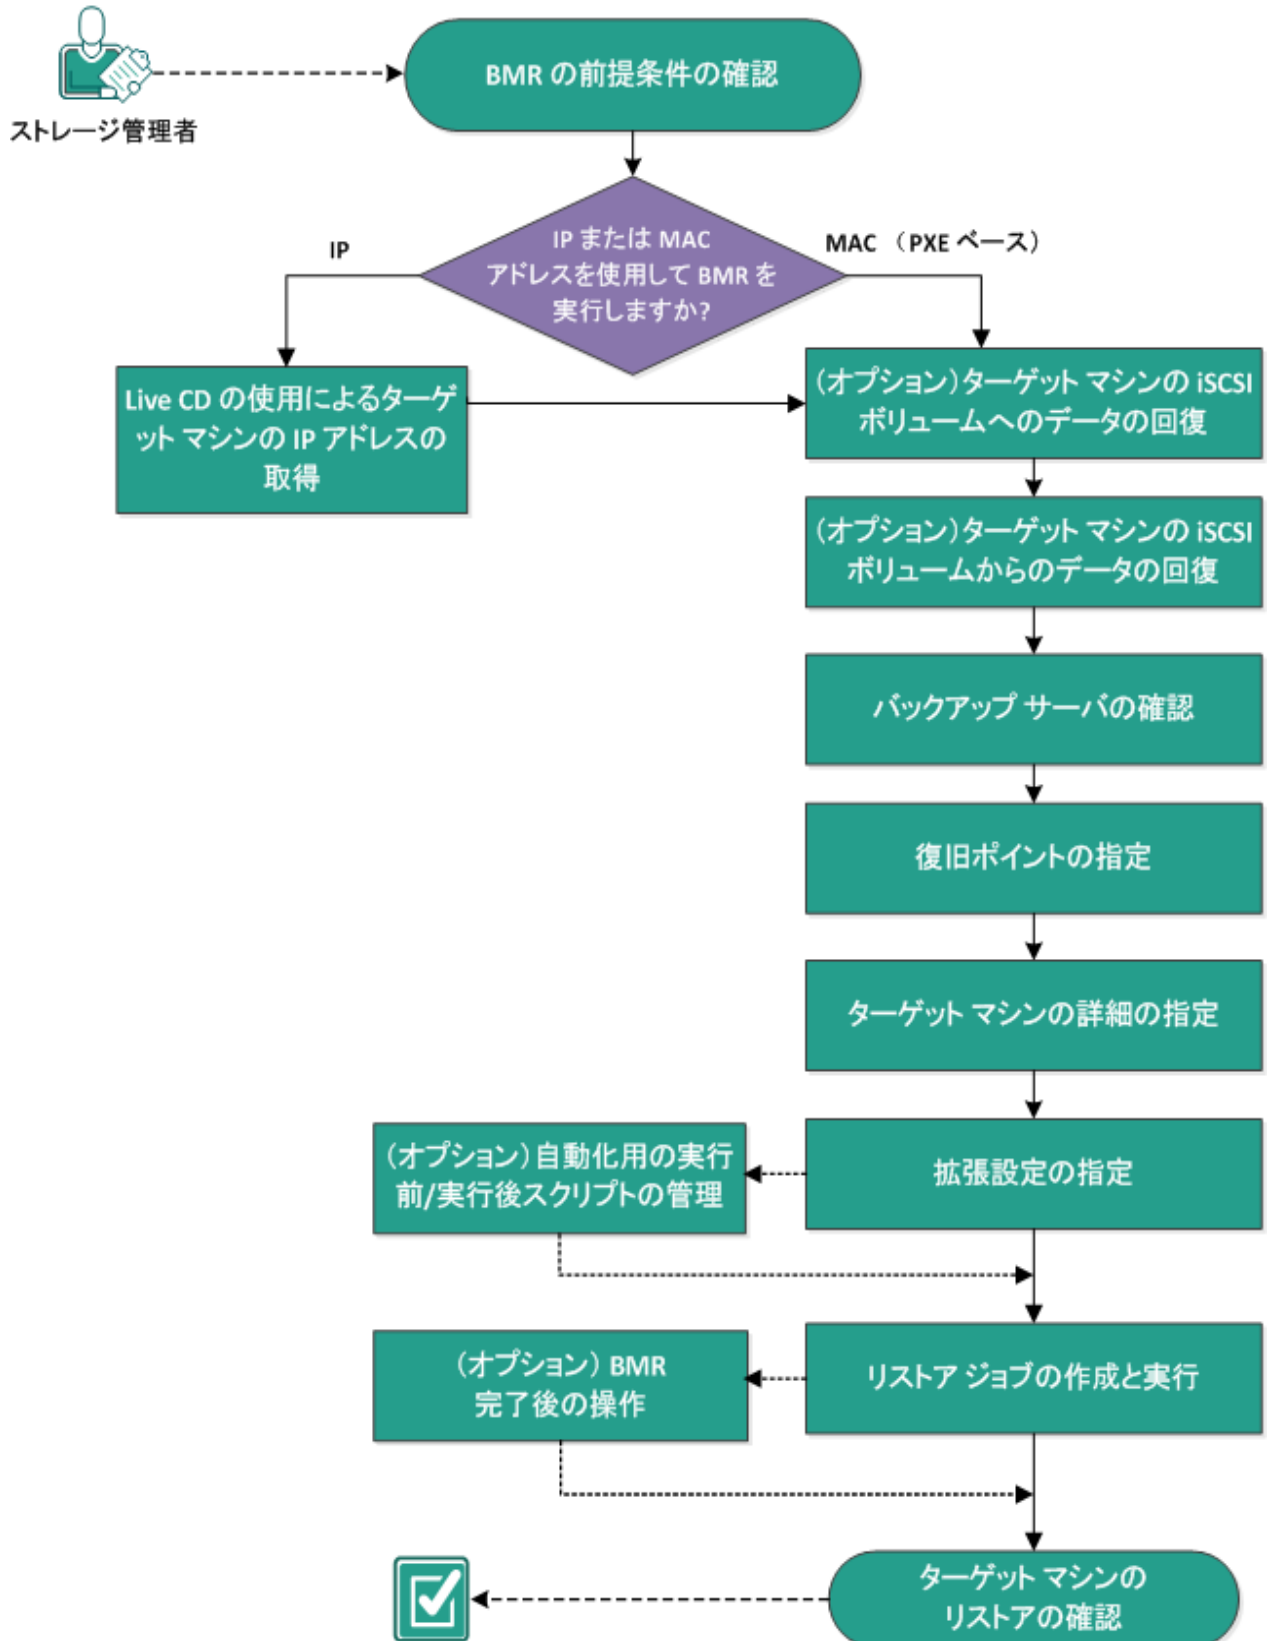 ストレージ管理者
BMR の前提条件の確認
IP または MAC
アドレスを使用して BMR を
実行しますか?
IP
MAC （PXE ベース）
Live CD の使用によるターゲ
ット マシンの IP アドレスの
取得
（オプション）ターゲット マシンの iSCSI
ボリュームへのデータの回復
（オプション）ターゲット マシンの iSCSI
ボリュームからのデータの回復
バックアップ サーバの確認
復旧ポイントの指定
ターゲット マシンの詳細の指定
拡張設定の指定
（オプション）自動化用の実行
前/実行後スクリプトの管理
リストア ジョブの作成と実行
（オプション） BMR
完了後の操作
ターゲット マシンの
リストアの確認